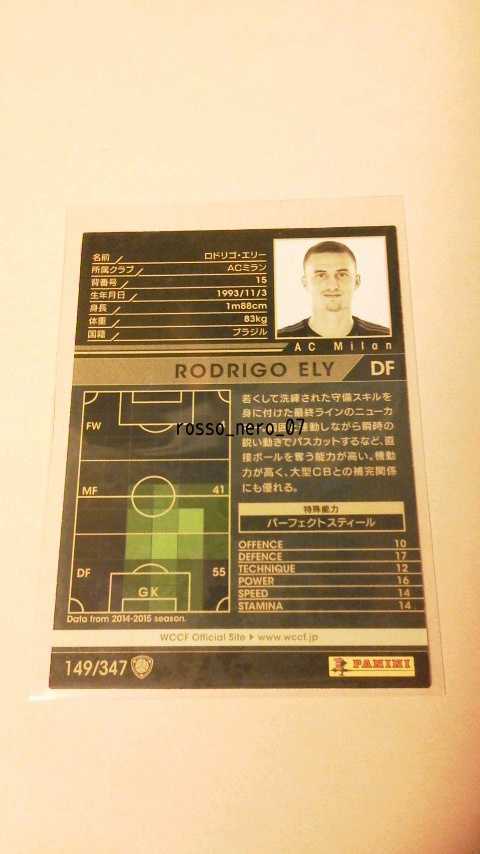 名前 ロドリゴ・エリー
所属クラブ ACミラン
背番号 15
生年月日 1993/11/3
身長 1m88cm
体重 83kg
国籍 ブラジル
AC Milan
RODRIGO ELY DF
FW
MF 41
DF 55
GK
Data from 2014-2015 season.
若くして洗練された守備スキルを
身に付けた最終ラインのニューカ
動しながら瞬時の
鋭い動きでパスカットするなど、直
接ボールを奪う能力が高い。機動
力が高く、大型CBとの補完関係
にも優れる。
rosso_nero_07
特殊能力
パーフェクトスティール
OFFENCE 10
DEFENCE 17
TECHNIQUE 12
POWER 16
SPEED 14
STAMINA 14
WCCF Official Site ▶ www.wccf.jp
149/347
PANINI